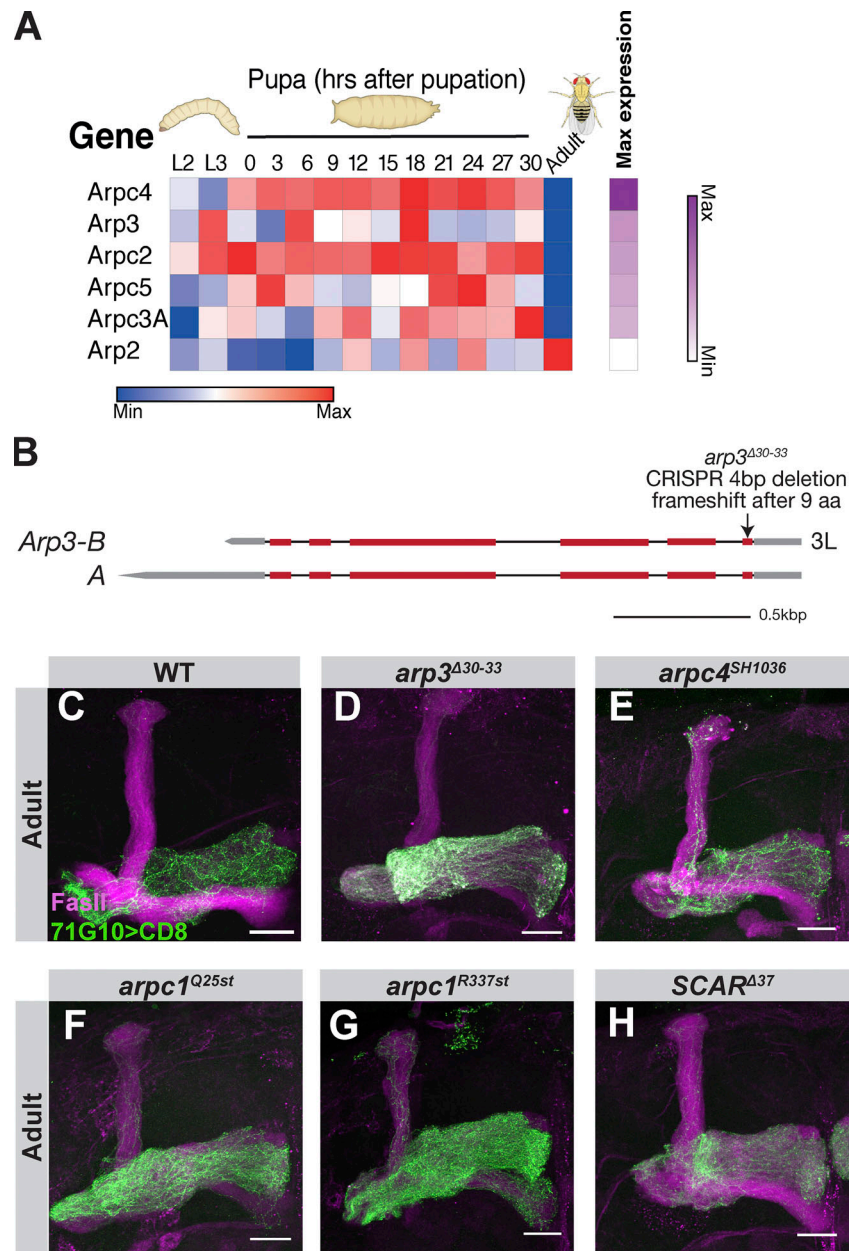 A
Pupa (hrs after pupation)
Gene
L2 L3 0 3 6 9 12 15 18 21 24 27 30 Adult
Max expression
Arpc4
Arp3
Arpc2
Arpc5
Arpc3A
Arp2
Max
Min
Min Max
B
arp3Δ30-33
CRISPR 4bp deletion
frameshift after 9 aa
Arp3-B 3L
A
0.5kbp
WT arp3Δ30-33 arpc4SH1036
Adult
C D E
FasII
71G10>CD8
arpc1Q25st arpc1R337st SCARΔ37
Adult
F G H